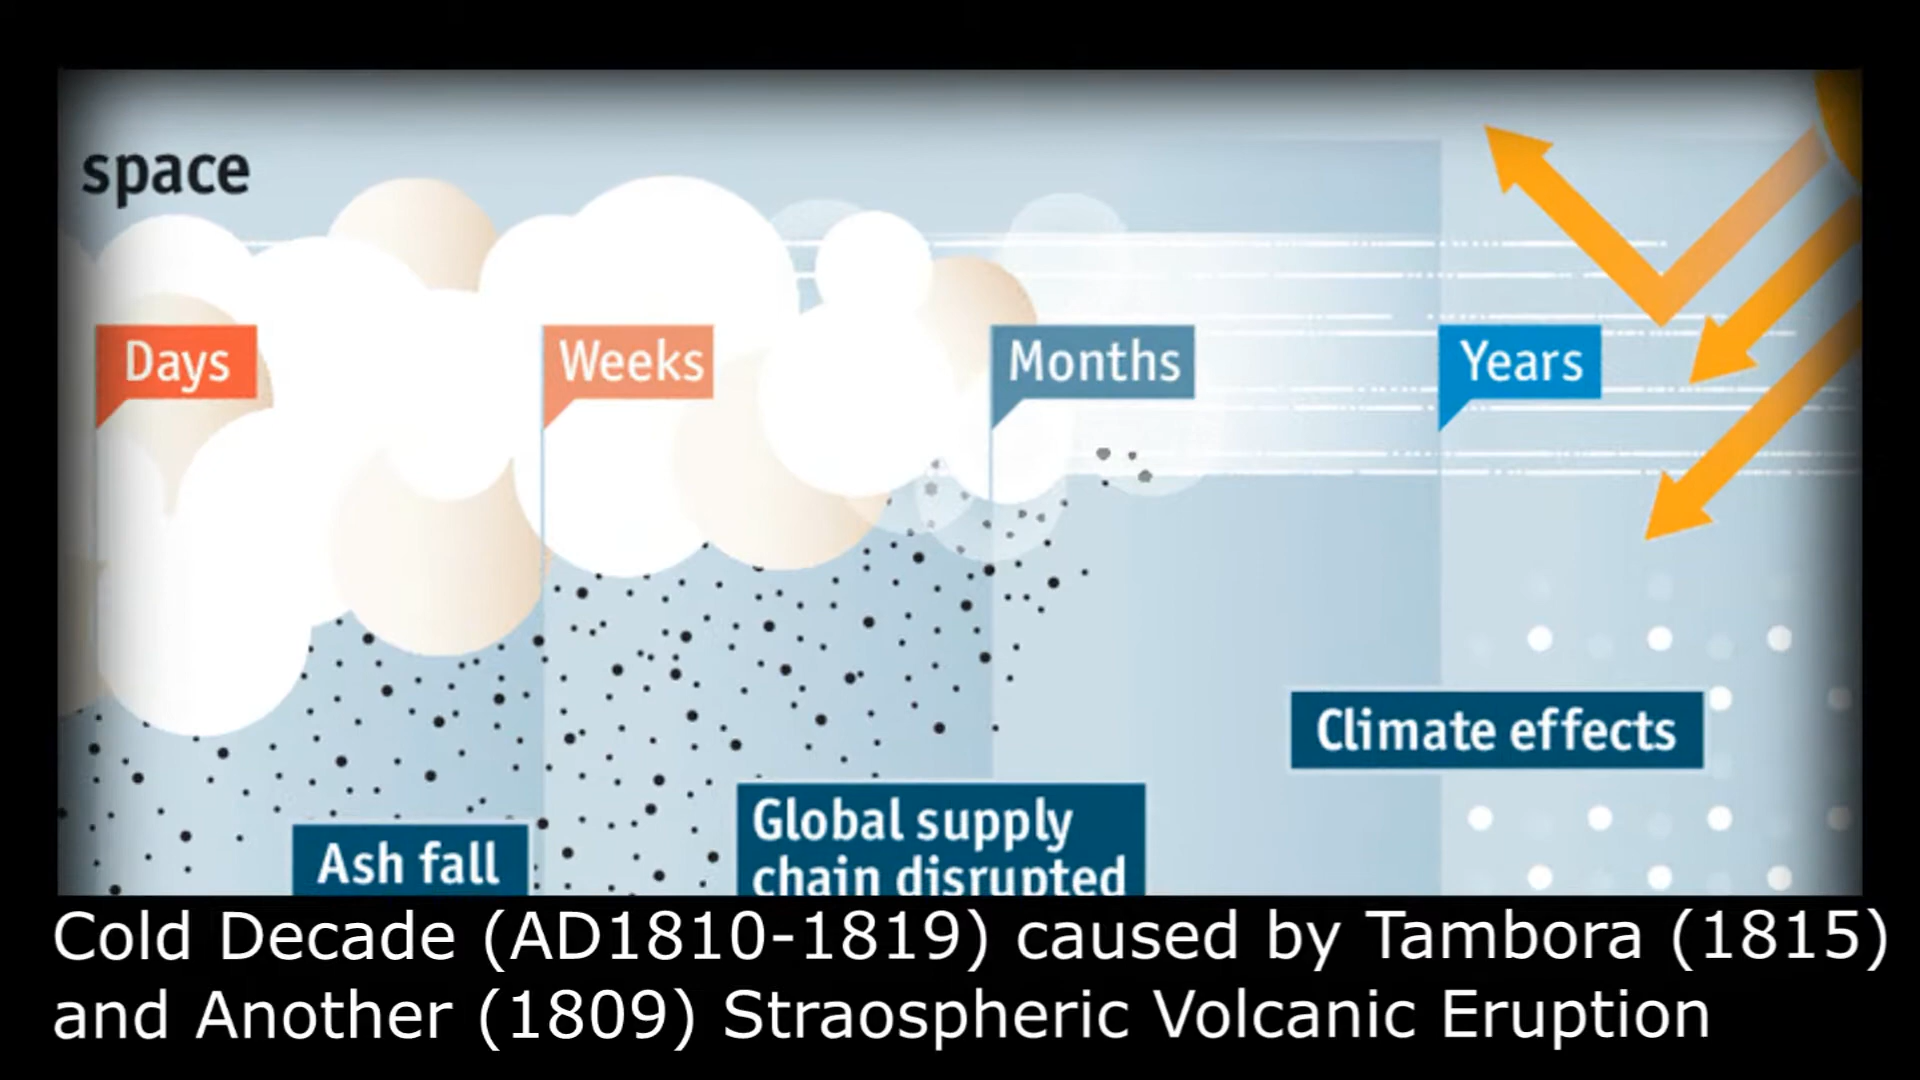 space
Days
Weeks
Months
Years
Climate effects
Global supply
chain disrupted
Ash fall
Cold Decade (AD1810-1819) caused by Tambora (1815)
and Another (1809) Straospheric Volcanic Eruption